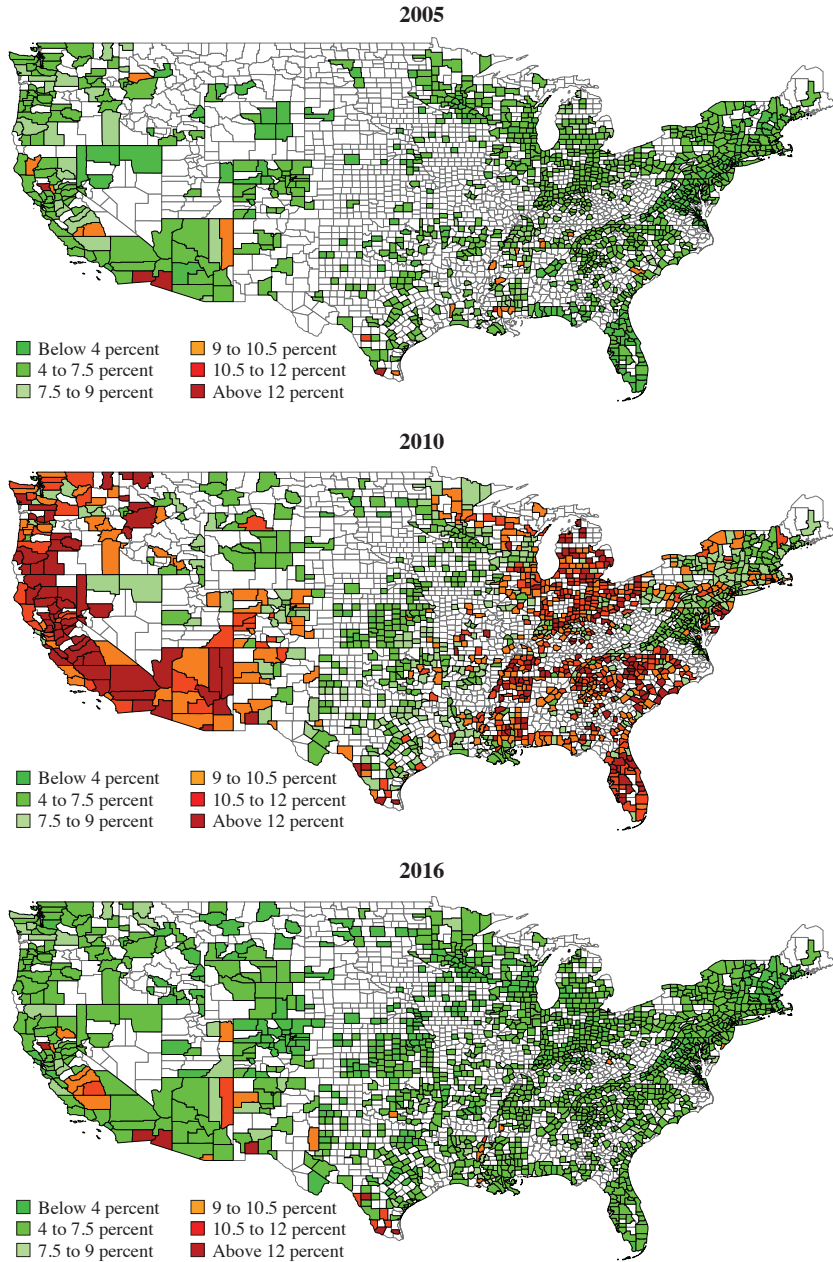 2005
Below 4 percent
4 to 7.5 percent
7.5 to 9 percent
9 to 10.5 percent
10.5 to 12 percent
Above 12 percent
2010
Below 4 percent
4 to 7.5 percent
7.5 to 9 percent
9 to 10.5 percent
10.5 to 12 percent
Above 12 percent
2016
Below 4 percent
4 to 7.5 percent
7.5 to 9 percent
9 to 10.5 percent
10.5 to 12 percent
Above 12 percent